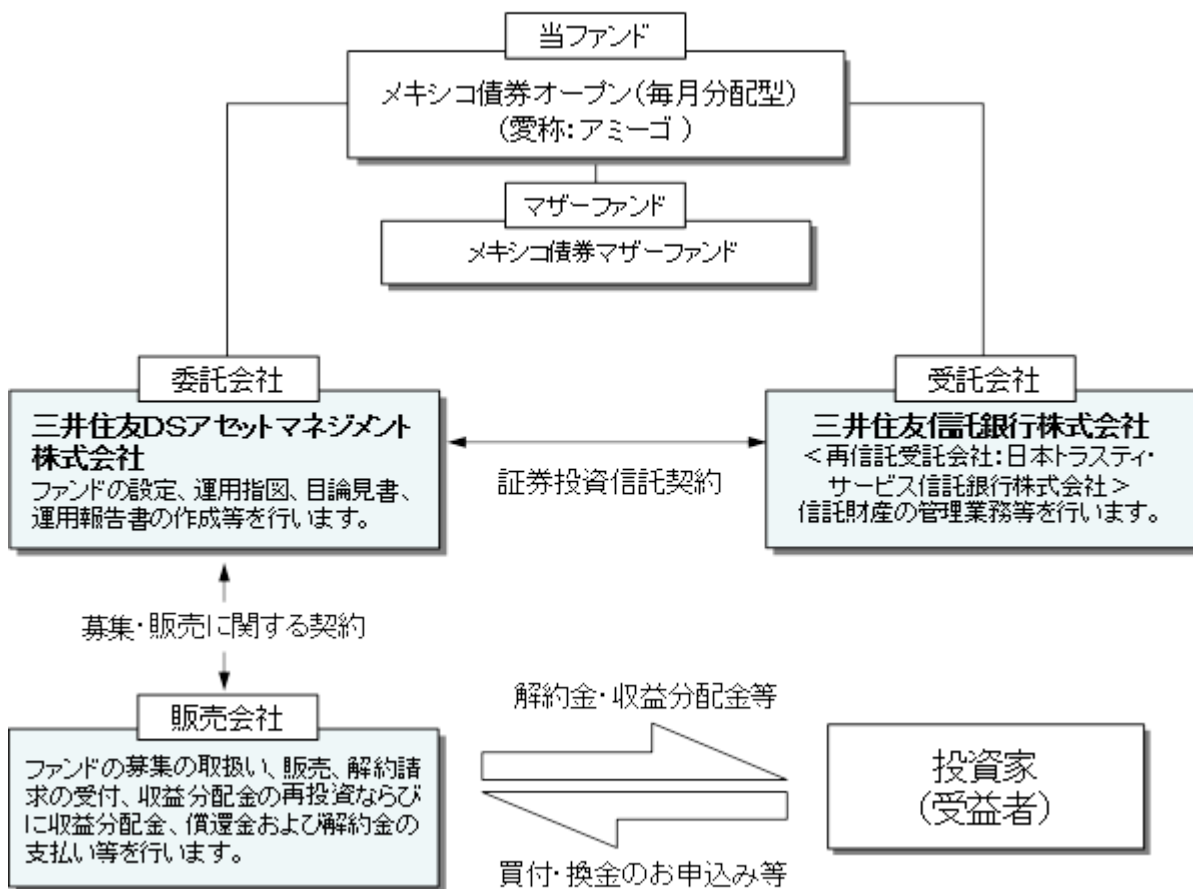 当ファンド
メキシコ債券オープン(毎月分配型)
(愛称:アミーゴ )
マザーファンド
メキシコ債券マザーファンド
委託会社
三井住友DSアセットマネジメント
株式会社
ファンドの設定、運用指図、目論見書、
運用報告書の作成等を行います。
証券投資信託契約
受託会社
三井住友信託銀行株式会社
<再信託受託会社:日本トラスティ・
サービス信託銀行株式会社>
信託財産の管理業務等を行います。
募集・販売に関する契約
販売会社
ファンドの募集の取扱い、販売、解約請
求の受付、収益分配金の再投資ならび
に収益分配金、償還金および解約金の
支払い等を行います。
解約金・収益分配金等
買付・換金のお申込み等
投資家
(受益者)